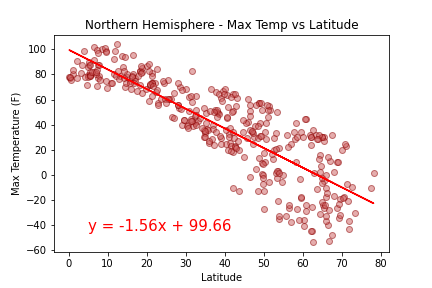 Northern Hemisphere - Max Temp vs Latitude
Max Temperature (F)
100
80
60
40
20
0
−20
−40
−60
y = -1.56x + 99.66
0 10 20 30 40 50 60 70 80
Latitude